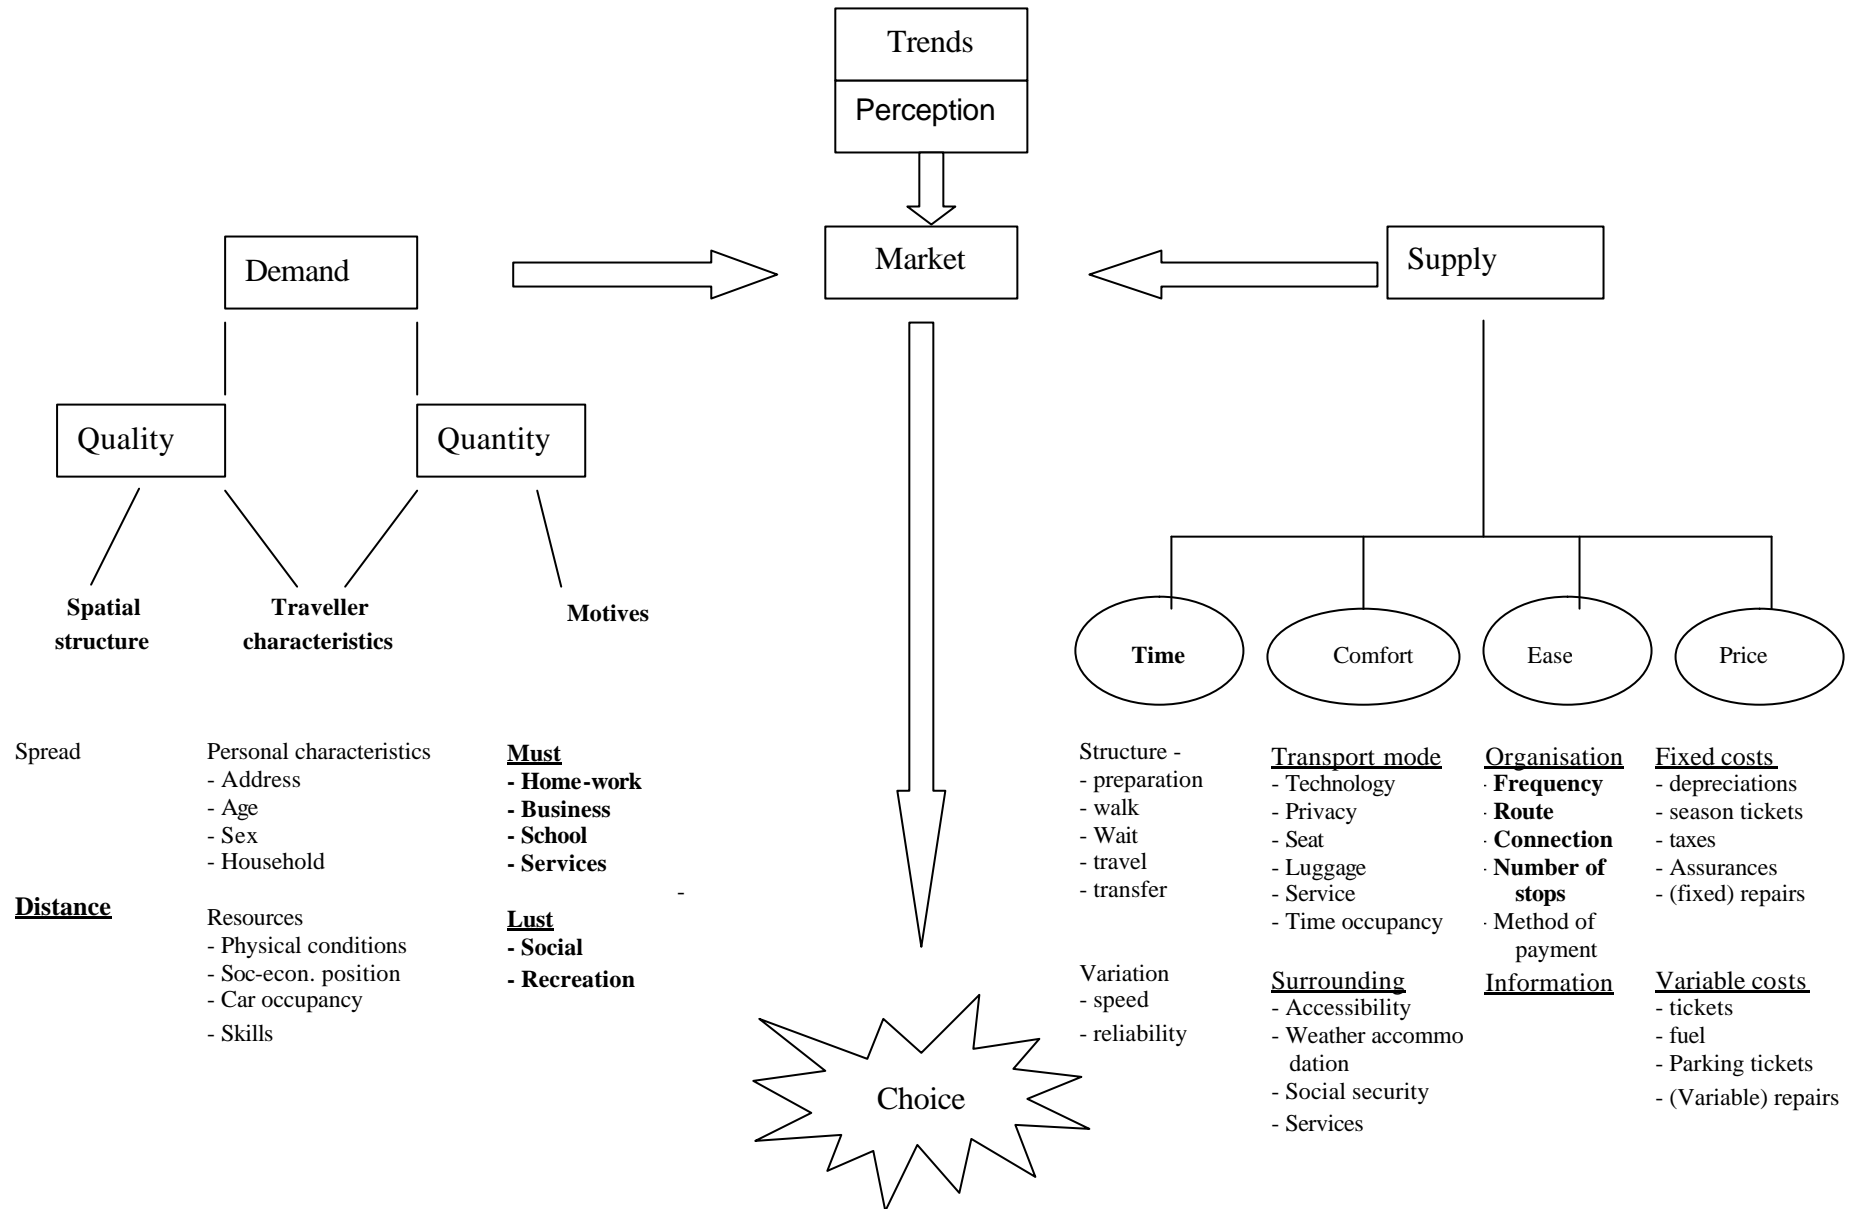 Trends
Perception
Demand
Market
Supply
Quality
Quantity
Spatial
structure
Traveller
characteristics
Motives
Time
Comfort
Ease
Price
Spread
Distance
Personal characteristics
- Address
- Age
- Sex
- Household
Resources
- Physical conditions
- Soc-econ. position
- Car occupancy
- Skills
Must
- Home-work
- Business
- School
- Services
-
Lust
- Social
- Recreation
Choice
Structure -
- preparation
- walk
- Wait
- travel
- transfer
Variation
- speed
- reliability
Transport mode
- Technology
- Privacy
- Seat
- Luggage
- Service
- Time occupancy
Surrounding
- Accessibility
- Weather accommo
dation
- Social security
- Services
Organisation
· Frequency
· Route
· Connection
· Number of
stops
· Method of
payment
Information
Fixed costs
- depreciations
- season tickets
- taxes
- Assurances
- (fixed) repairs
Variable costs
- tickets
- fuel
- Parking tickets
- (Variable) repairs